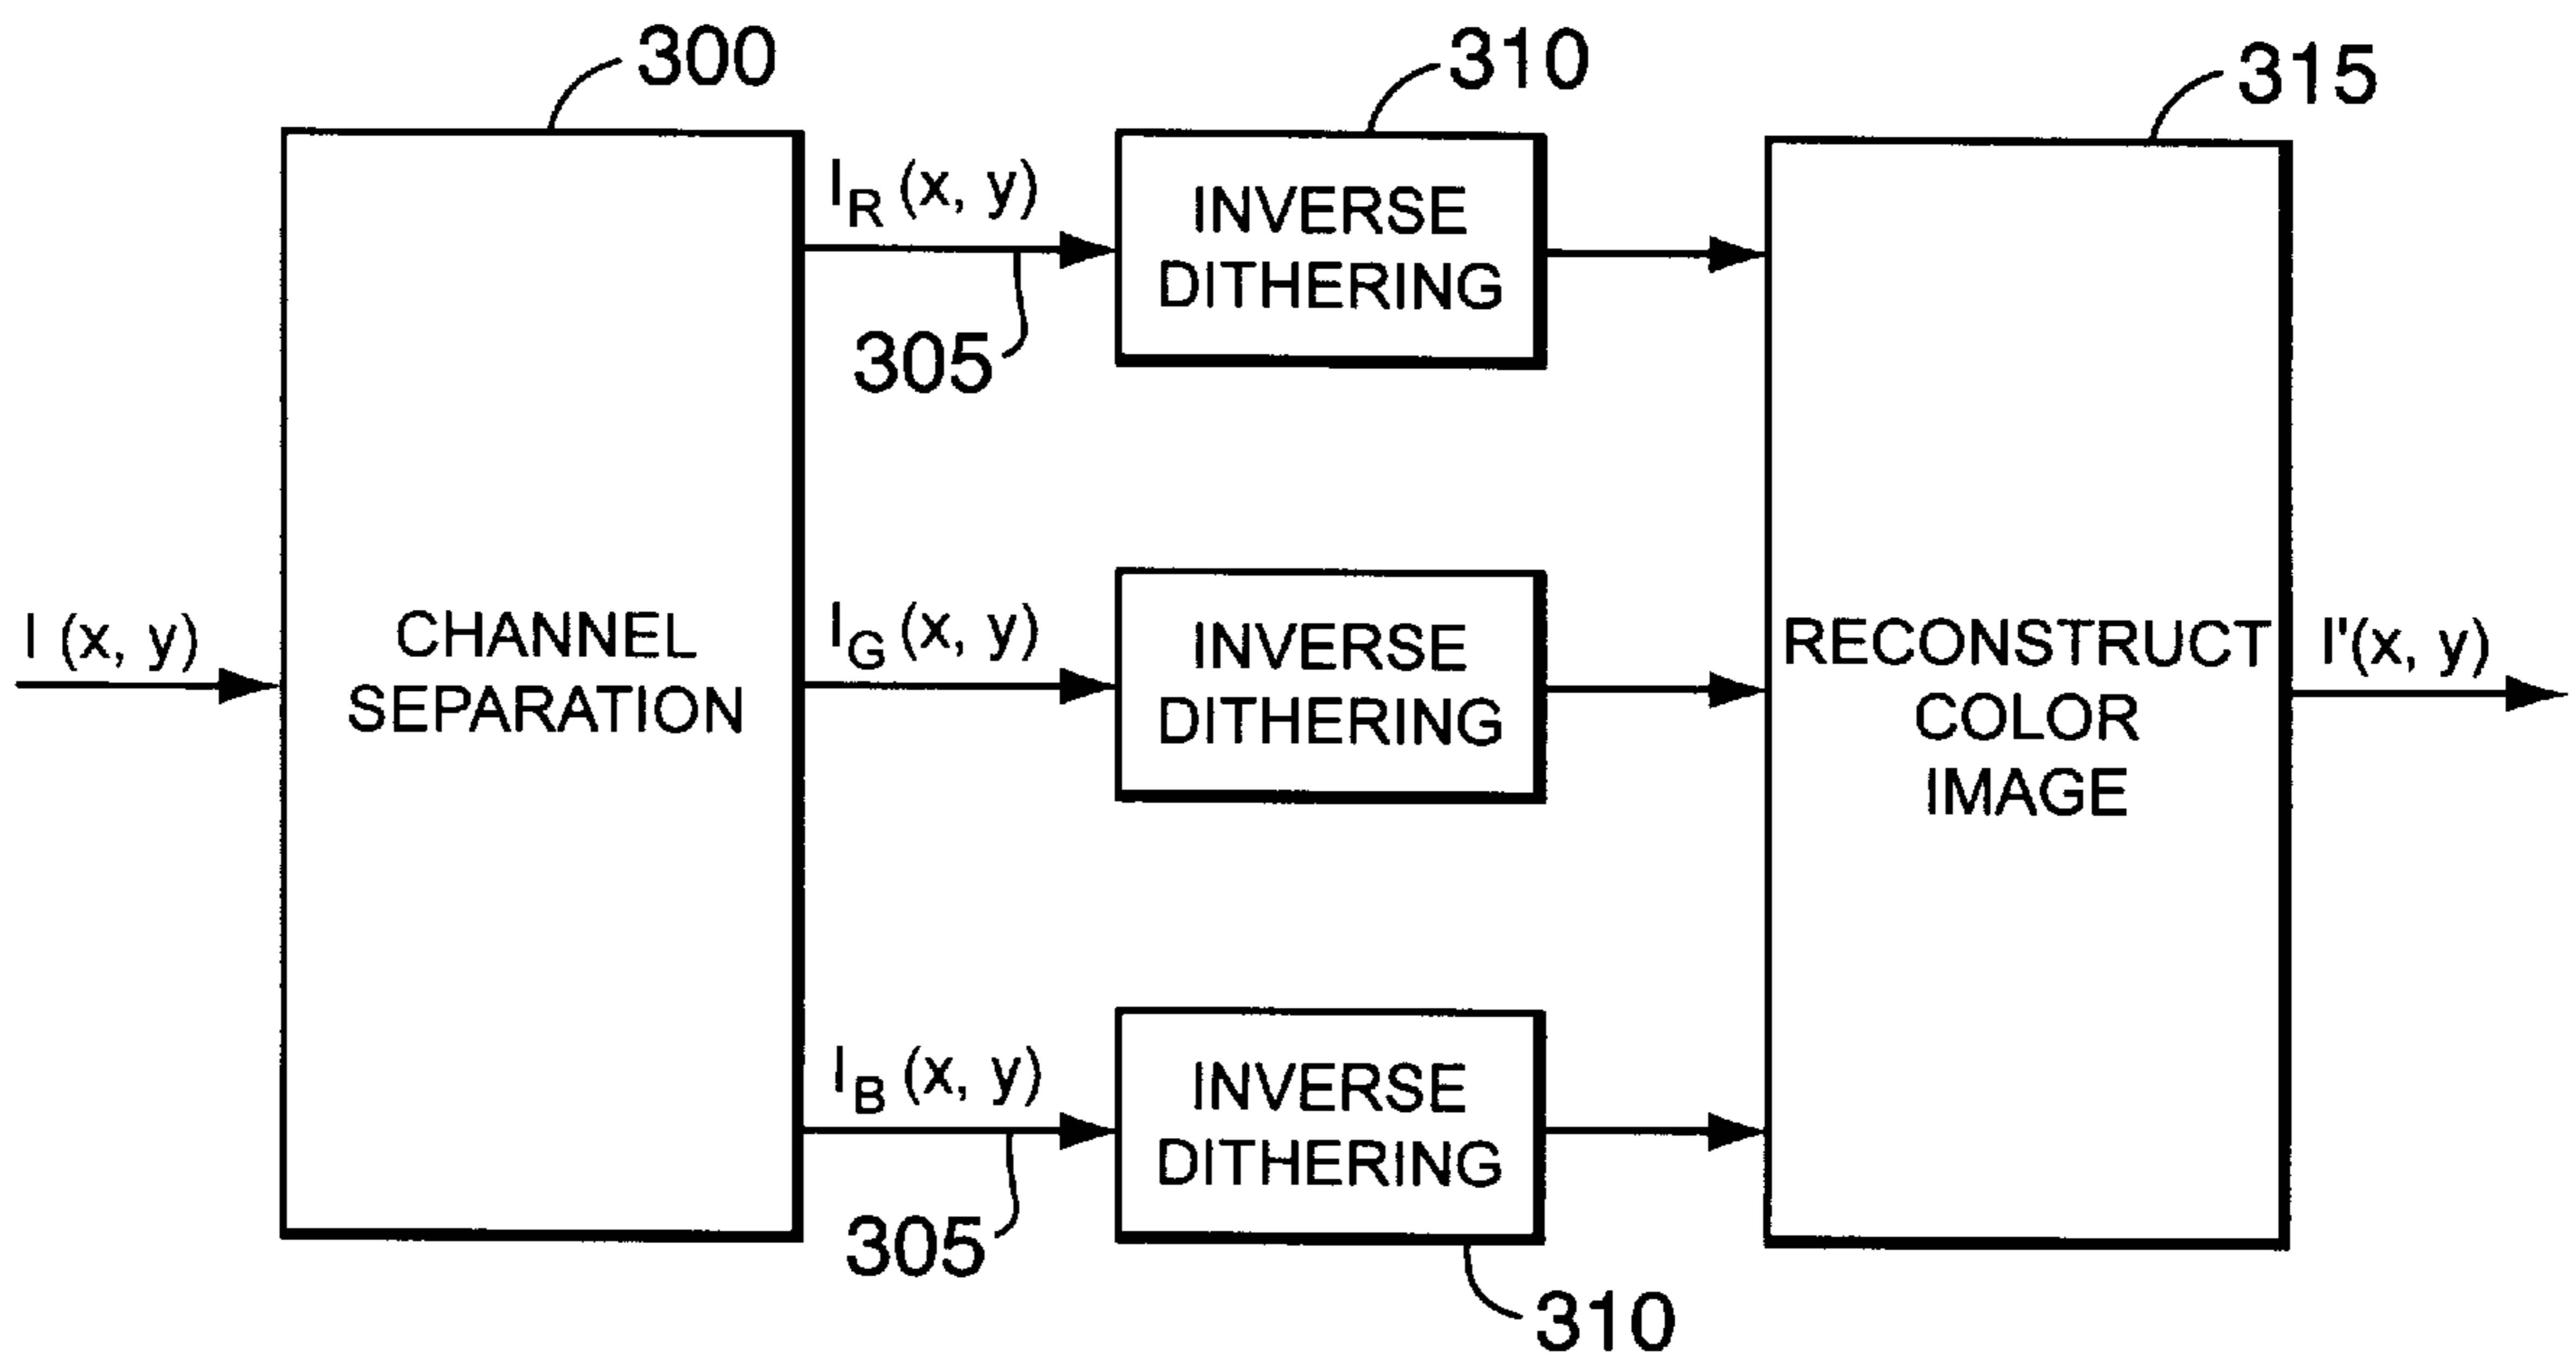 300
310
315
I_R (x, y)
INVERSE
DITHERING
305
I (x, y)
CHANNEL
SEPARATION
I_G (x, y)
INVERSE
DITHERING
RECONSTRUCT
COLOR
IMAGE
I'(x, y)
I_B (x, y)
INVERSE
DITHERING
305
310